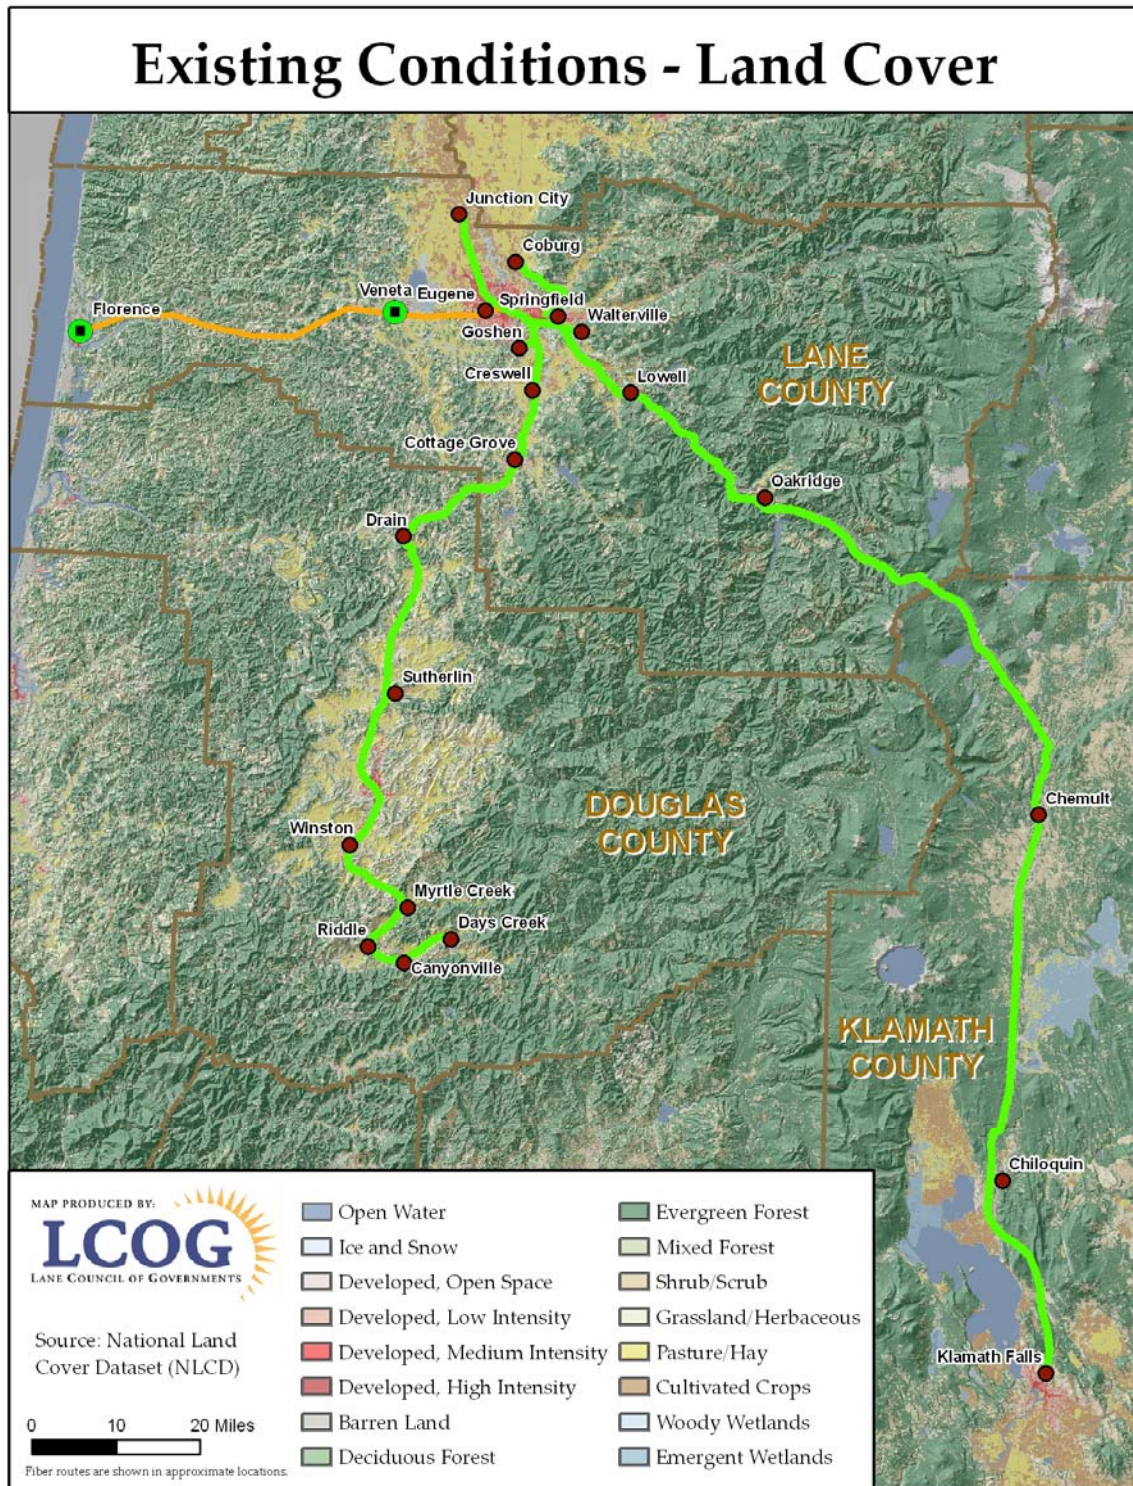 Existing Conditions - Land Cover
Junction City
Coburg
Florence
Veneta
Eugene
Springfield
Walterville
Goshen
Creswell
Lowell
LANE
COUNTY
Cottage Grove
Oakridge
Drain
Sutherlin
DOUGLAS
COUNTY
Chemult
Winston
Myrtle Creek
Riddle
Days Creek
Canyonville
KLAMATH
COUNTY
Chiloquin
Klamath Falls
MAP PRODUCED BY:
LCOG
LANE COUNCIL OF GOVERNMENTS
Source: National Land
Cover Dataset (NLCD)
0 10 20 Miles
Fiber routes are shown in approximate locations.
Open Water
Ice and Snow
Developed, Open Space
Developed, Low Intensity
Developed, Medium Intensity
Developed, High Intensity
Barren Land
Deciduous Forest
Evergreen Forest
Mixed Forest
Shrub/Scrub
Grassland/Herbaceous
Pasture/Hay
Cultivated Crops
Woody Wetlands
Emergent Wetlands